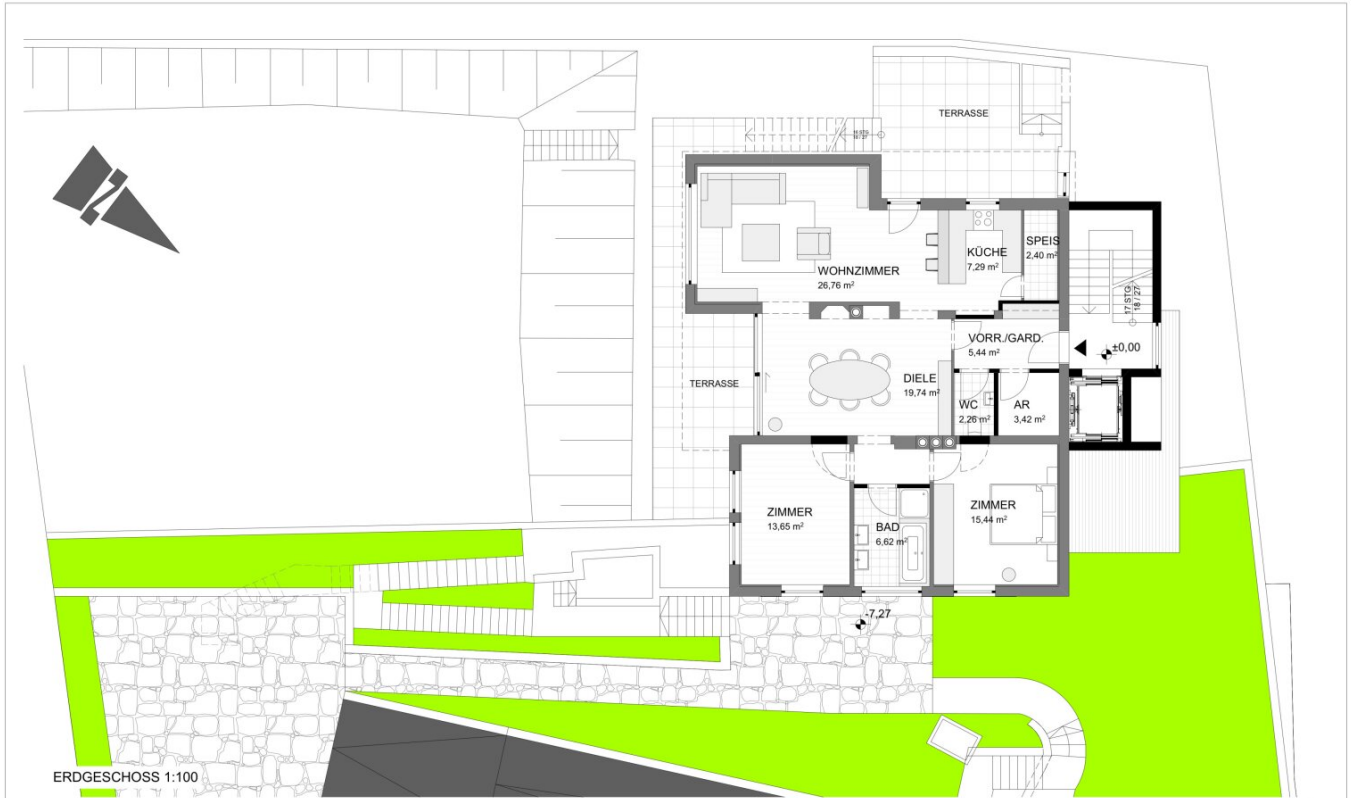 TERRASSE
WOHNZIMMER
26,76 m²
KÜCHE
7,29 m²
SPEIS
2,40 m²
17 STG
18 / 27
VORR./GARD.
5,44 m²
±0,00
TERRASSE
DIELE
19,74 m²
WC
2,26 m²
AR
3,42 m²
ZIMMER
13,65 m²
BAD
6,62 m²
ZIMMER
15,44 m²
-7,27
ERDGESCHOSS 1:100